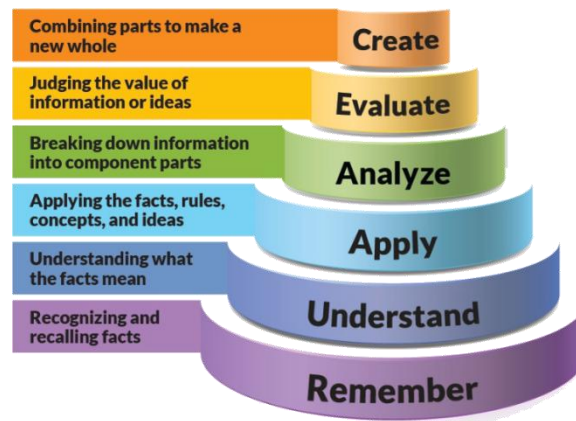 Combining parts to make a
new whole
Create
Judging the value of
information or ideas
Evaluate
Breaking down information
into component parts
Analyze
Applying the facts, rules,
concepts, and ideas
Apply
Understanding what
the facts mean
Understand
Recognizing and
recalling facts
Remember